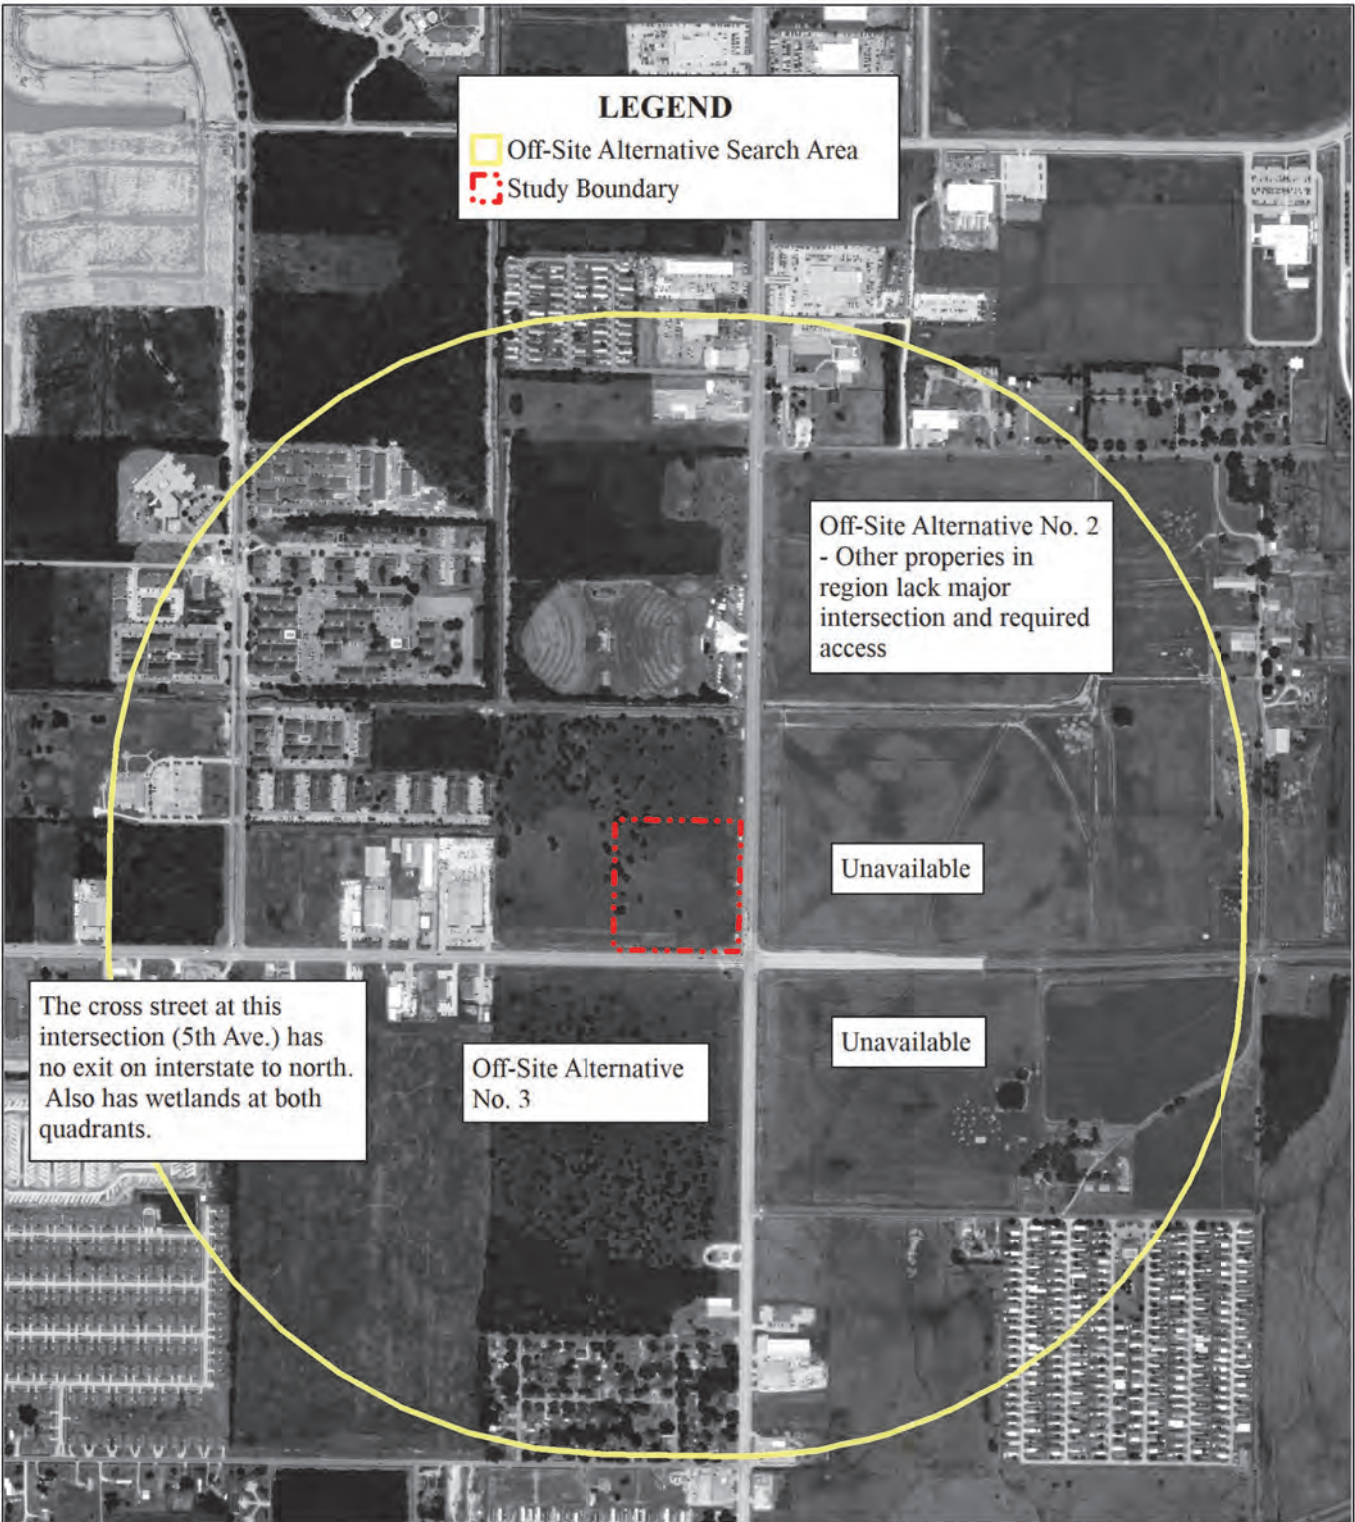 LEGEND
Off-Site Alternative Search Area
Study Boundary
Off-Site Alternative No. 2
- Other properies in
region lack major
intersection and required
access
Unavailable
The cross street at this
intersection (5th Ave.) has
no exit on interstate to north.
Also has wetlands at both
quadrants.
Off-Site Alternative
No. 3
Unavailable